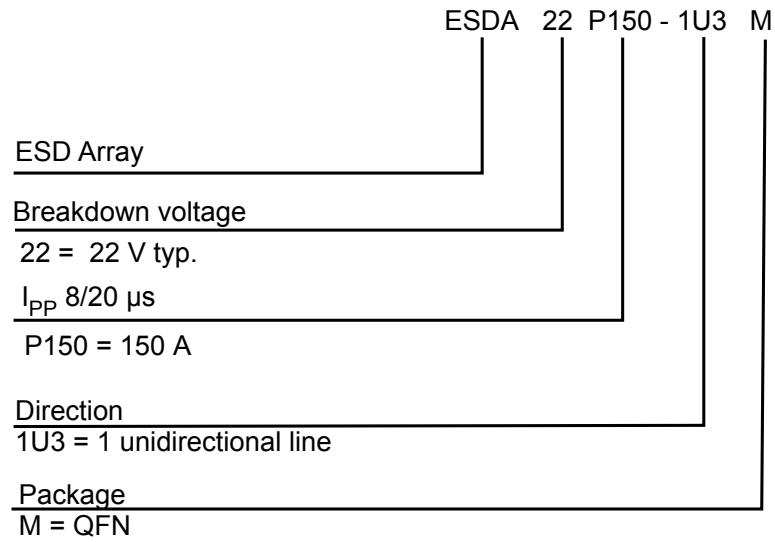 ESDA 22 P150 - 1U3 M
ESD Array
Breakdown voltage
22 = 22 V typ.
IPP 8/20 µs
P150 = 150 A
Direction
1U3 = 1 unidirectional line
Package
M = QFN